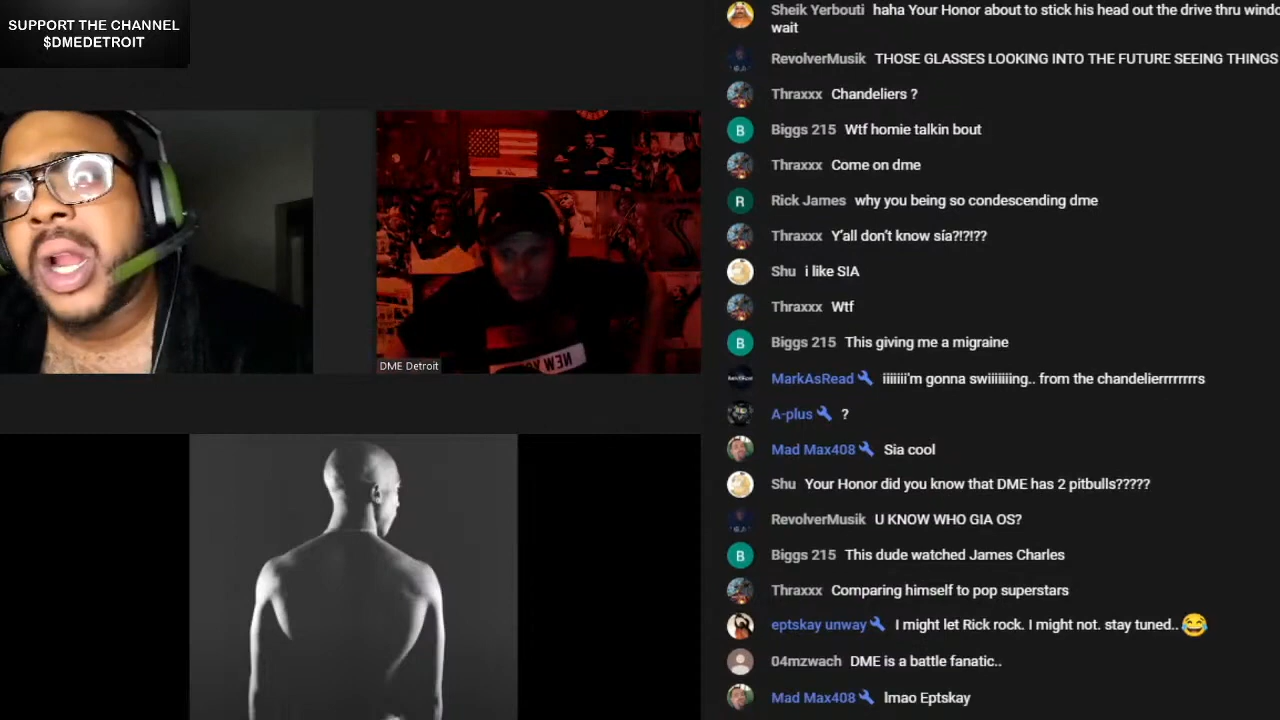 SUPPORT THE CHANNEL
$DMEDETROIT
DME Detroit
Sheik Yerbouti haha Your Honor about to stick his head out the drive thru windo
wait
RevolverMusik THOSE GLASSES LOOKING INTO THE FUTURE SEEING THINGS
Thraxxx Chandeliers ?
B Biggs 215 Wtf homie talkin bout
Thraxxx Come on dme
R Rick James why you being so condescending dme
Thraxxx Y'all don't know sía?!?!??
Shu i like SIA
Thraxxx Wtf
B Biggs 215 This giving me a migraine
MarkAsRead iiiiiii'm gonna swiiiiiiing.. from the chandelierrrrrrrs
A-plus ?
Mad Max408 Sia cool
Shu Your Honor did you know that DME has 2 pitbulls?????
RevolverMusik U KNOW WHO GIA OS?
B Biggs 215 This dude watched James Charles
Thraxxx Comparing himself to pop superstars
eptskay unway I might let Rick rock. I might not. stay tuned..😂
04mzwach DME is a battle fanatic..
Mad Max408 lmao Eptskay